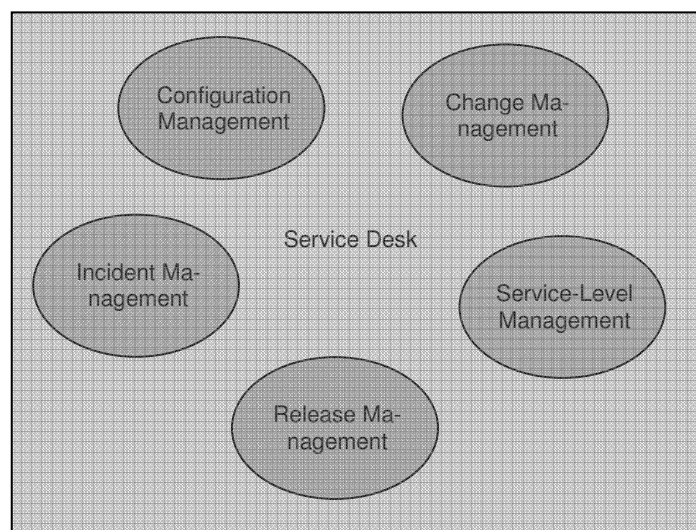 Configuration
Management
Change Ma-
nagement
Service Desk
Incident Ma-
nagement
Service-Level
Management
Release Ma-
nagement